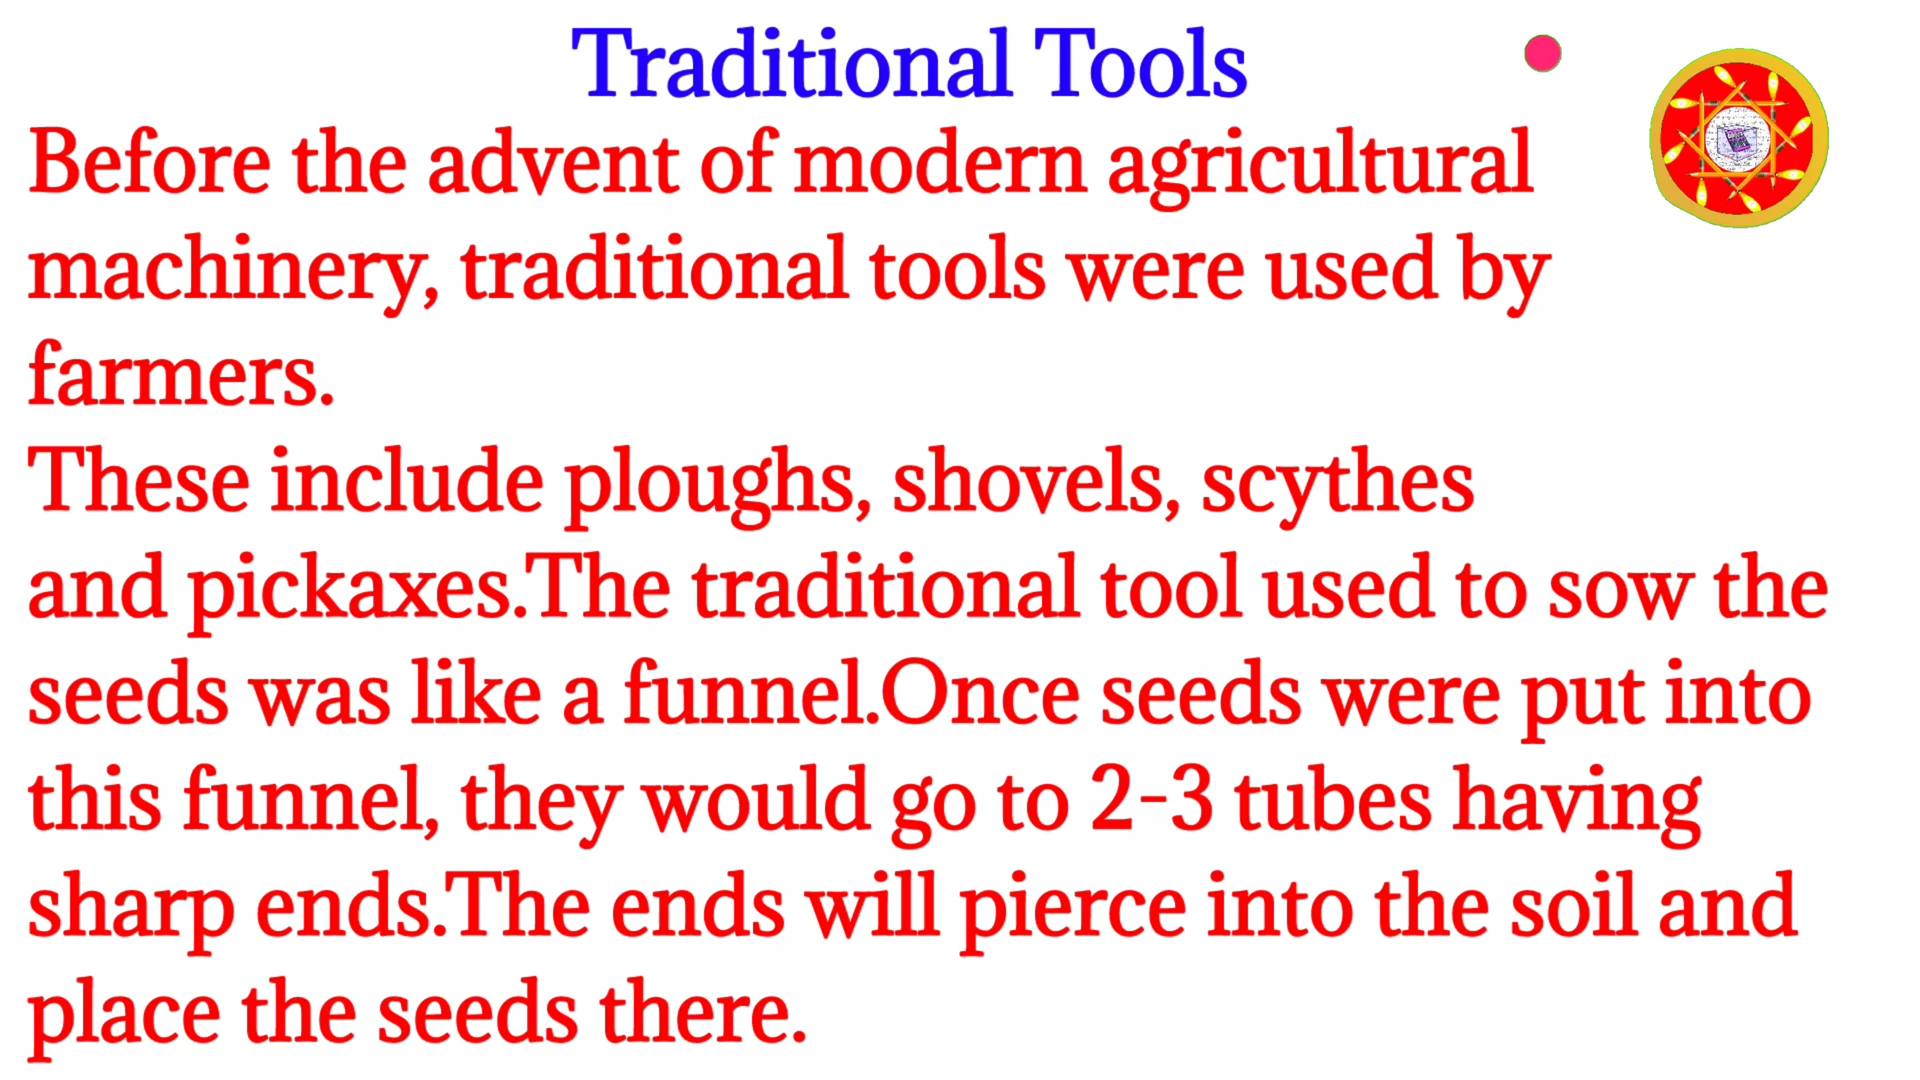 Traditional Tools
Before the advent of modern agricultural
machinery, traditional tools were used by
farmers.
These include ploughs, shovels, scythes
and pickaxes.The traditional tool used to sow the
seeds was like a funnel.Once seeds were put into
this funnel, they would go to 2-3 tubes having
sharp ends.The ends will pierce into the soil and
place the seeds there.